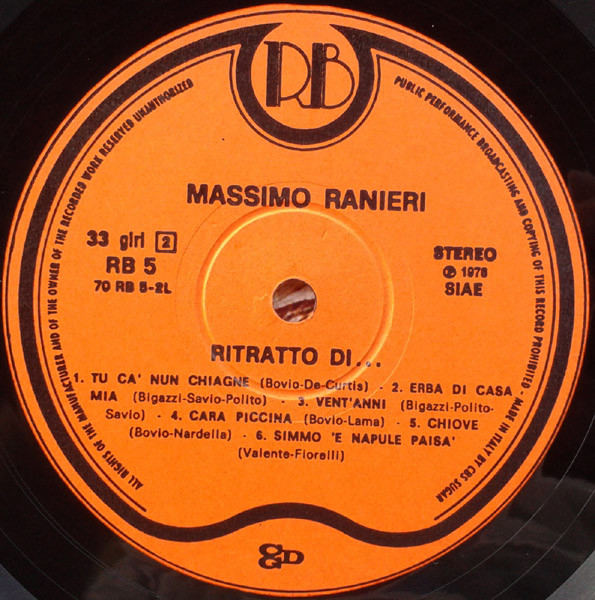 RB
ALL RIGHTS OF THE MANUFACTURER AND OF THE OWNER OF THE RECORDED WORK RESERVED UNAUTHORIZED
PUBLIC PERFORMANCE BROADCASTING AND COPYING OF THIS RECORD PROHIBITED - MADE IN ITALY BY CBS SUGAR
MASSIMO RANIERI
33 giri 2
RB 5
70 RB 5-2L
STEREO
℗ 1978
SIAE
RITRATTO DI...
1. TU CA' NUN CHIAGNE (Bovio-De-Curtis) - 2. ERBA DI CASA
MIA (Bigazzi-Savio-Polito) - 3. VENT'ANNI (Bigazzi-Polito-
Savio) - 4. CARA PICCINA (Bovio-Lama) - 5. CHIOVE
(Bovio-Nardella) - 6. SIMMO 'E NAPULE PAISA'
(Valente-Fiorelli)
CGD